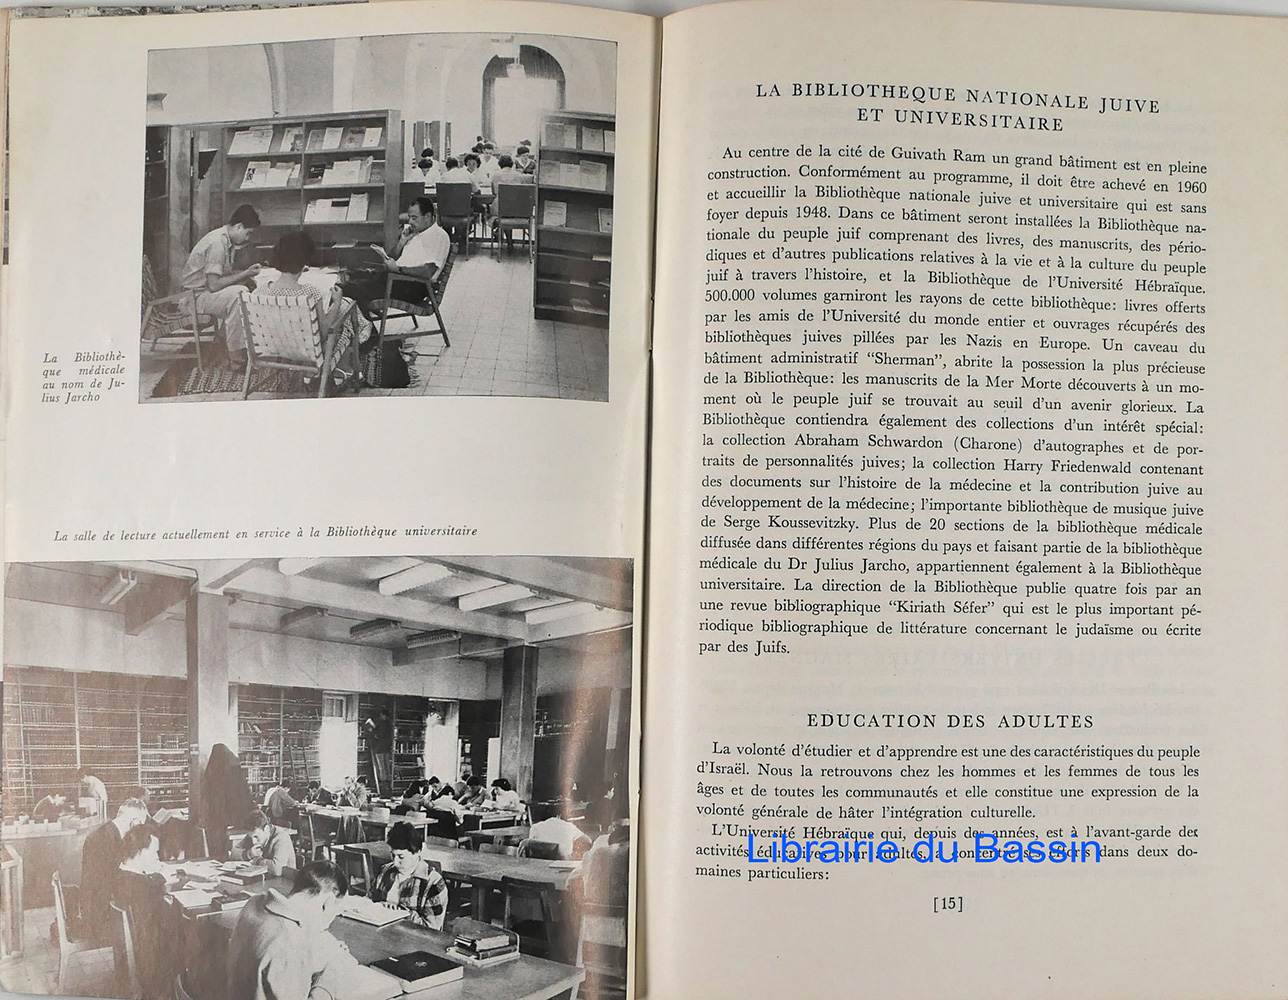 La Bibliothè-
que médicale
au nom de Ju-
lius Jarcho
La salle de lecture actuellement en service à la Bibliothèque universitaire
LA BIBLIOTHEQUE NATIONALE JUIVE
ET UNIVERSITAIRE
Au centre de la cité de Guivath Ram un grand bâtiment est en pleine
construction. Conformément au programme, il doit être achevé en 1960
et accueillir la Bibliothèque nationale juive et universitaire qui est sans
foyer depuis 1948. Dans ce bâtiment seront installées la Bibliothèque na-
tionale du peuple juif comprenant des livres, des manuscrits, des pério-
diques et d'autres publications relatives à la vie et à la culture du peuple
juif à travers l'histoire, et la Bibliothèque de l'Université Hébraïque.
500.000 volumes garniront les rayons de cette bibliothèque: livres offerts
par les amis de l'Université du monde entier et ouvrages récupérés des
bibliothèques juives pillées par les Nazis en Europe. Un caveau du
bâtiment administratif "Sherman", abrite la possession la plus précieuse
de la Bibliothèque: les manuscrits de la Mer Morte découverts à un mo-
ment où le peuple juif se trouvait au seuil d'un avenir glorieux. La
Bibliothèque contiendra également des collections d'un intérêt spécial:
la collection Abraham Schwardon (Charone) d'autographes et de por-
traits de personnalités juives; la collection Harry Friedenwald contenant
des documents sur l'histoire de la médecine et la contribution juive au
développement de la médecine; l'importante bibliothèque de musique juive
de Serge Koussevitzky. Plus de 20 sections de la bibliothèque médicale
diffusée dans différentes régions du pays et faisant partie de la bibliothèque
médicale du Dr Julius Jarcho, appartiennent également à la Bibliothèque
universitaire. La direction de la Bibliothèque publie quatre fois par an
une revue bibliographique "Kiriath Séfer" qui est le plus important pé-
riodique bibliographique de littérature concernant le judaïsme ou écrite
par des Juifs.
EDUCATION DES ADULTES
La volonté d'étudier et d'apprendre est une des caractéristiques du peuple
d'Israël. Nous la retrouvons chez les hommes et les femmes de tous les
âges et de toutes les communautés et elle constitue une expression de la
volonté générale de hâter l'intégration culturelle.
L'Université Hébraïque qui, depuis des années, est à l'avant-garde des
activités éducatives pour adultes, a concentré ses efforts dans deux do-
maines particuliers:
Librairie du Bassin
[15]